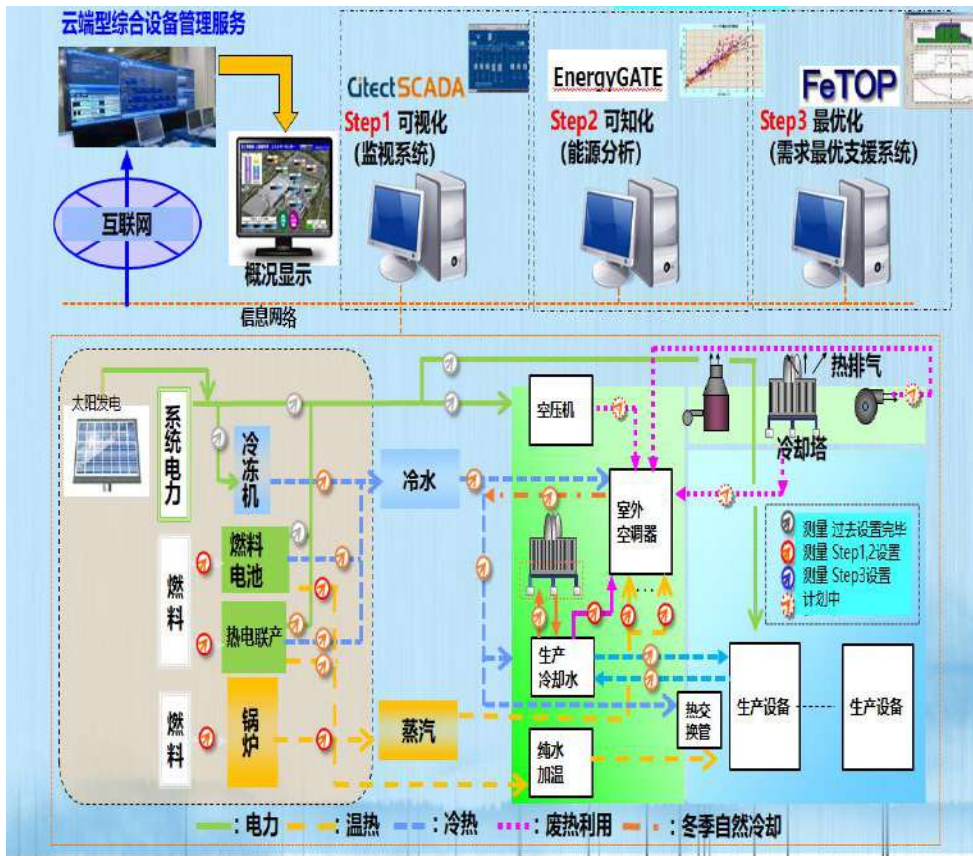 云端型综合设备管理服务
互联网
概况显示
信息网络
CitectSCADA
Step1 可视化
(监视系统)
EnergyGATE
Step2 可知化
(能源分析)
FeTOP
Step3 最优化
(需求最优支援系统)
太阳发电
系统电力
冷冻机
燃料
燃料
电池
热电联产
燃料
锅炉
冷水
蒸汽
空压机
室外
空调器
...
生产
冷却水
纯水
加温
热交
换管
热排气
冷却塔
测量 过去设置完毕
测量 Step1,2设置
测量 Step3设置
计划中
生产设备
生产设备
:电力
:温热
:冷热
:废热利用
:冬季自然冷却